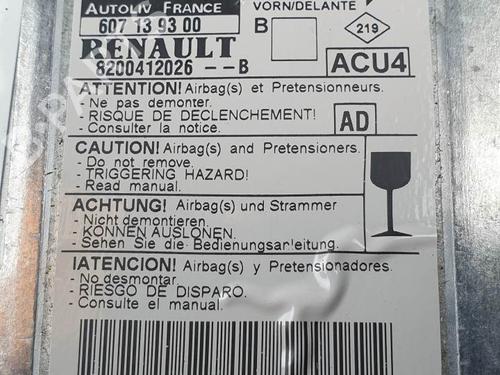 AUTOLIV FRANCE
VORN/DELANTE
607 13 93 00
B
219
RENAULT
8200412026 --B
ACU4
ATTENTION! Airbag(s) et Pretensionneurs.
- Ne pas demonter.
- RISQUE DE DECLENCHEMENT!
- Consulter la notice.
AD
CAUTION! Airbag(s) and Pretensioners.
- Do not remove.
- TRIGGERING HAZARD!
- Read manual.
ACHTUNG! Airbag(s) und Strammer
- Nicht demontieren.
- KONNEN AUSLONEN.
- Sehen Sie die Bedienungsanleitung.
IATENCION! Airbag(s) y Pretensionadores.
- No desmontar.
- RIESGO DE DISPARO.
- Consulte el manual.